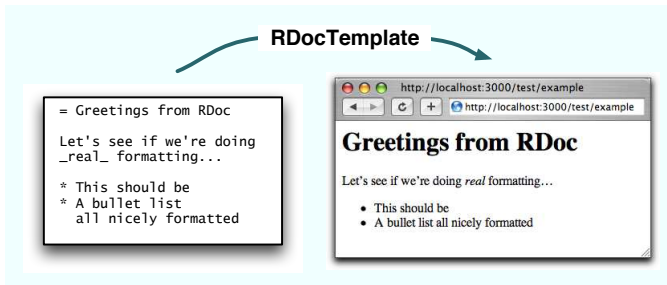 RDocTemplate
= Greetings from RDoc
Let's see if we're doing
_real_ formatting...
* This should be
* A bullet list
all nicely formatted
http://localhost:3000/test/example
http://localhost:3000/test/example
Greetings from RDoc
Let’s see if we’re doing real formatting…
• This should be
• A bullet list all nicely formatted